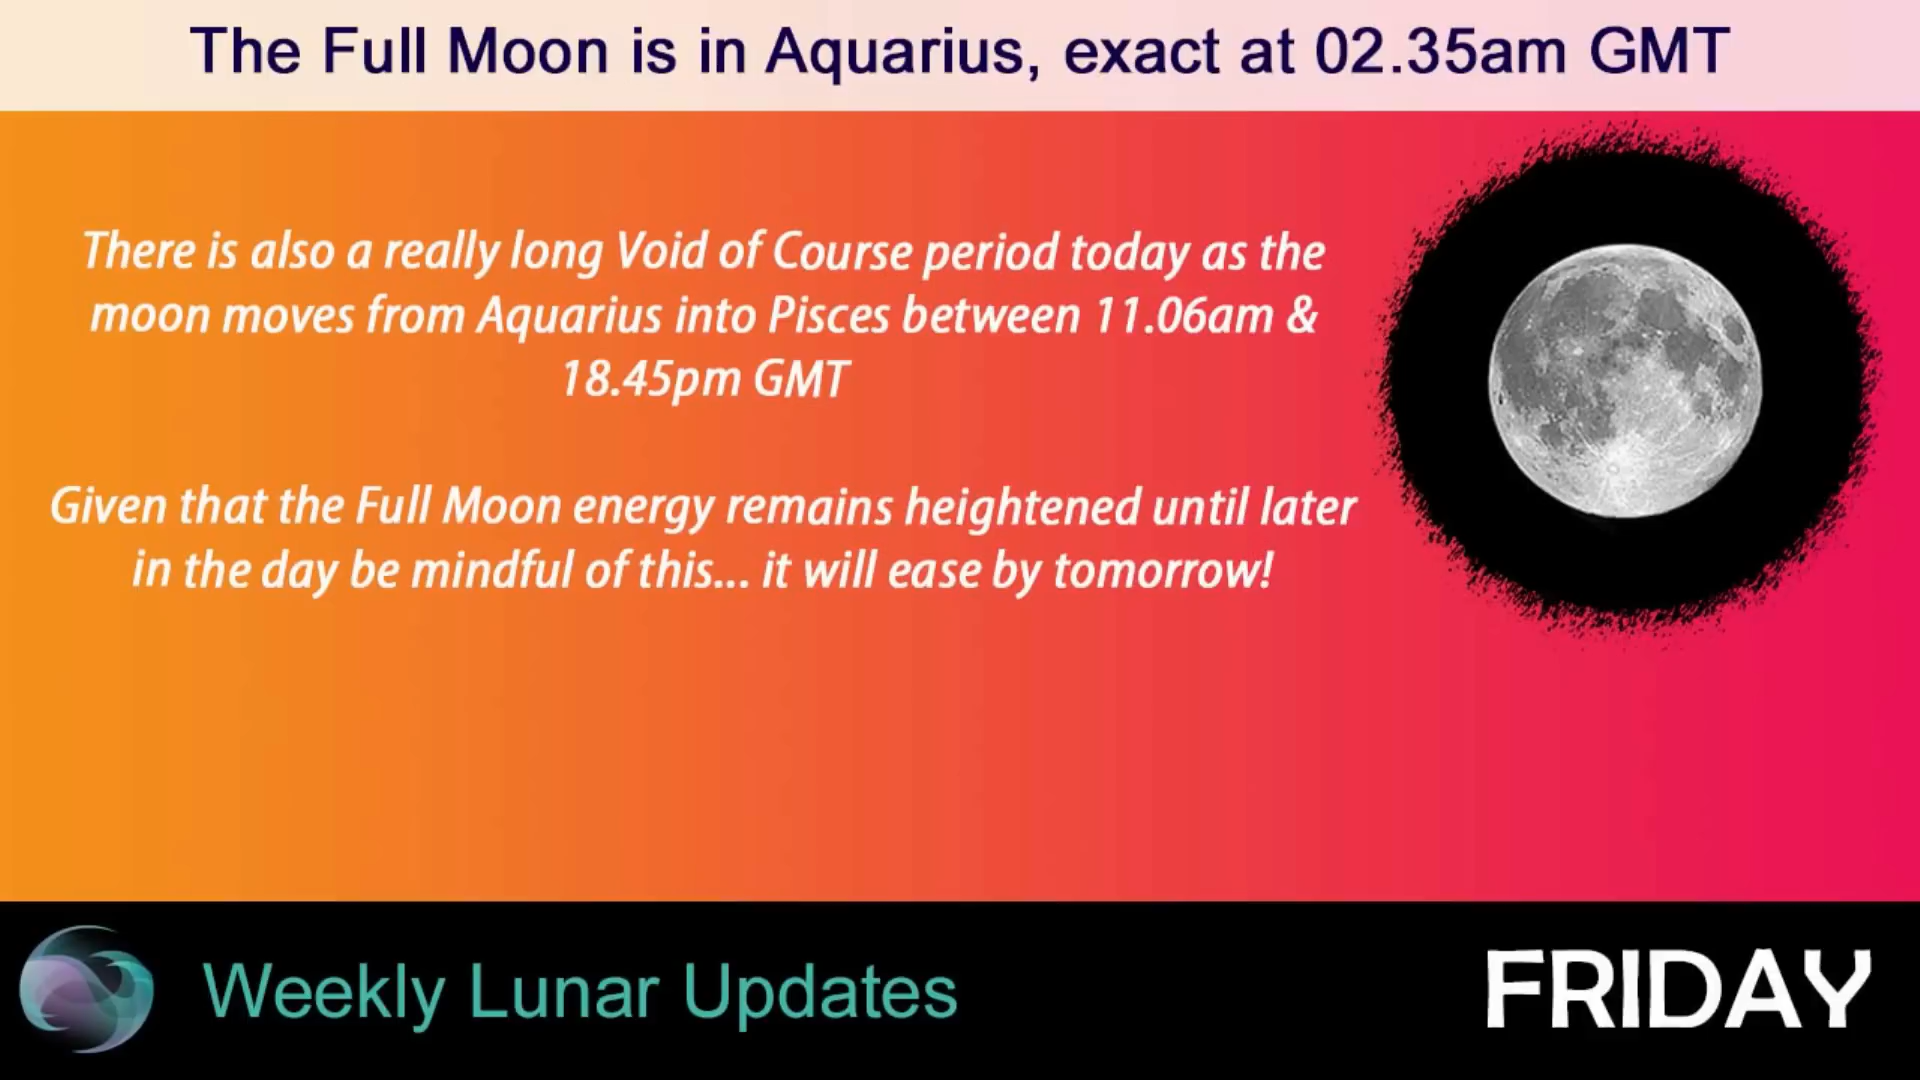 The Full Moon is in Aquarius, exact at 02.35am GMT
There is also a really long Void of Course period today as the
moon moves from Aquarius into Pisces between 11.06am &
18.45pm GMT
Given that the Full Moon energy remains heightened until later
in the day be mindful of this... it will ease by tomorrow!
Weekly Lunar Updates
FRIDAY